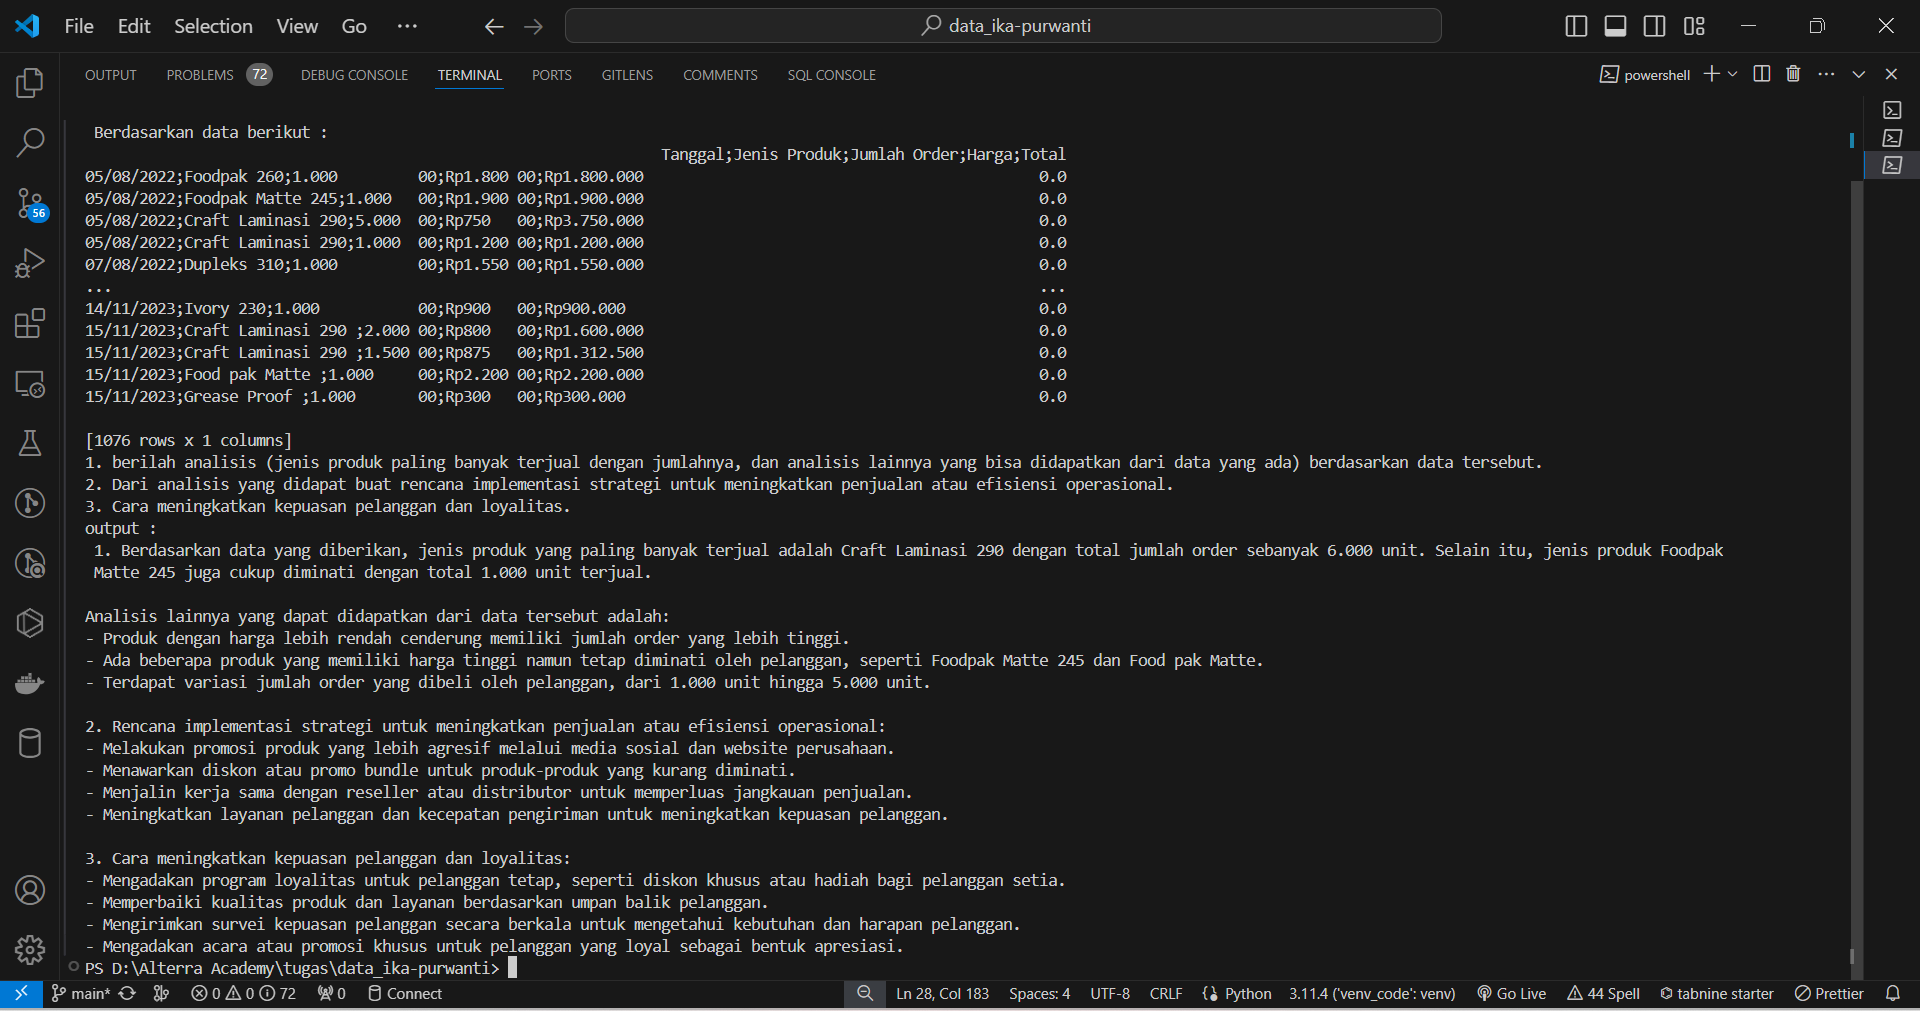 File Edit Selection View Go ··· data_ika-purwanti
OUTPUT PROBLEMS 72 DEBUG CONSOLE TERMINAL PORTS GITLENS COMMENTS SQL CONSOLE powershell
Berdasarkan data berikut :
Tanggal;Jenis Produk;Jumlah Order;Harga;Total
05/08/2022;Foodpak 260;1.000 00;Rp1.800 00;Rp1.800.000 0.0
05/08/2022;Foodpak Matte 245;1.000 00;Rp1.900 00;Rp1.900.000 0.0
05/08/2022;Craft Laminasi 290;5.000 00;Rp750 00;Rp3.750.000 0.0
05/08/2022;Craft Laminasi 290;1.000 00;Rp1.200 00;Rp1.200.000 0.0
07/08/2022;Dupleks 310;1.000 00;Rp1.550 00;Rp1.550.000 0.0
... ...
14/11/2023;Ivory 230;1.000 00;Rp900 00;Rp900.000 0.0
15/11/2023;Craft Laminasi 290 ;2.000 00;Rp800 00;Rp1.600.000 0.0
15/11/2023;Craft Laminasi 290 ;1.500 00;Rp875 00;Rp1.312.500 0.0
15/11/2023;Food pak Matte ;1.000 00;Rp2.200 00;Rp2.200.000 0.0
15/11/2023;Grease Proof ;1.000 00;Rp300 00;Rp300.000 0.0
[1076 rows x 1 columns]
1. berilah analisis (jenis produk paling banyak terjual dengan jumlahnya, dan analisis lainnya yang bisa didapatkan dari data yang ada) berdasarkan data tersebut.
2. Dari analisis yang didapat buat rencana implementasi strategi untuk meningkatkan penjualan atau efisiensi operasional.
3. Cara meningkatkan kepuasan pelanggan dan loyalitas.
output :
1. Berdasarkan data yang diberikan, jenis produk yang paling banyak terjual adalah Craft Laminasi 290 dengan total jumlah order sebanyak 6.000 unit. Selain itu, jenis produk Foodpak
Matte 245 juga cukup diminati dengan total 1.000 unit terjual.
Analisis lainnya yang dapat didapatkan dari data tersebut adalah:
- Produk dengan harga lebih rendah cenderung memiliki jumlah order yang lebih tinggi.
- Ada beberapa produk yang memiliki harga tinggi namun tetap diminati oleh pelanggan, seperti Foodpak Matte 245 dan Food pak Matte.
- Terdapat variasi jumlah order yang dibeli oleh pelanggan, dari 1.000 unit hingga 5.000 unit.
2. Rencana implementasi strategi untuk meningkatkan penjualan atau efisiensi operasional:
- Melakukan promosi produk yang lebih agresif melalui media sosial dan website perusahaan.
- Menawarkan diskon atau promo bundle untuk produk-produk yang kurang diminati.
- Menjalin kerja sama dengan reseller atau distributor untuk memperluas jangkauan penjualan.
- Meningkatkan layanan pelanggan dan kecepatan pengiriman untuk meningkatkan kepuasan pelanggan.
3. Cara meningkatkan kepuasan pelanggan dan loyalitas:
- Mengadakan program loyalitas untuk pelanggan tetap, seperti diskon khusus atau hadiah bagi pelanggan setia.
- Memperbaiki kualitas produk dan layanan berdasarkan umpan balik pelanggan.
- Mengirimkan survei kepuasan pelanggan secara berkala untuk mengetahui kebutuhan dan harapan pelanggan.
- Mengadakan acara atau promosi khusus untuk pelanggan yang loyal sebagai bentuk apresiasi.
PS D:\Alterra Academy\tugas\data_ika-purwanti>
56
main* 0 0 72 0 Connect Ln 28, Col 183 Spaces: 4 UTF-8 CRLF Python 3.11.4 ('venv_code': venv) Go Live 44 Spell tabnine starter Prettier